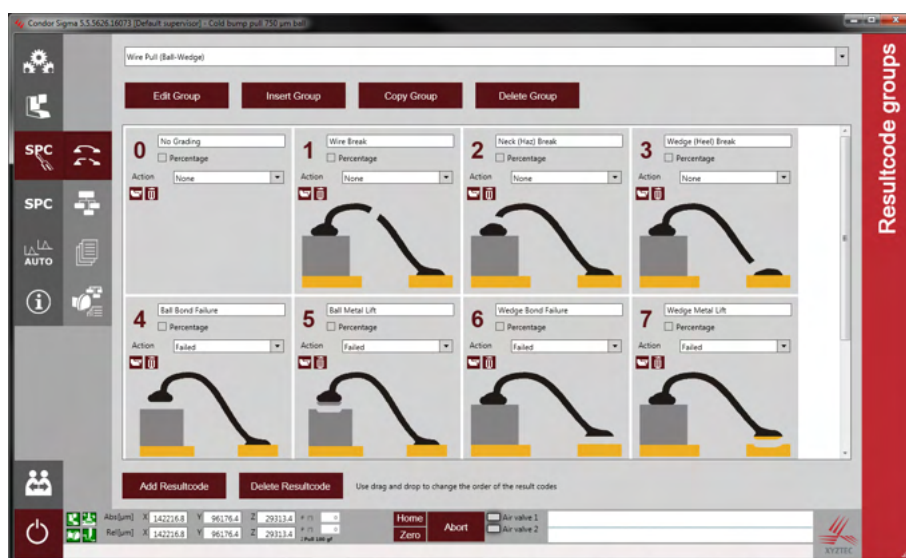 Condor Sigma 5.5.5626.16073 [Default supervisor] - Cold bump pull 750 µm ball
Wire Pull (Ball-Wedge)
Edit Group Insert Group Copy Group Delete Group
Resultcode groups
0 No Grading
Percentage
Action None
1 Wire Break
Percentage
Action None
2 Neck (Haz) Break
Percentage
Action None
3 Wedge (Heel) Break
Percentage
Action None
SPC
SPC
AUTO
4 Ball Bond Failure
Percentage
Action Failed
5 Ball Metal Lift
Percentage
Action Failed
6 Wedge Bond Failure
Percentage
Action Failed
7 Wedge Metal Lift
Percentage
Action Failed
Add Resultcode Delete Resultcode Use drag and drop to change the order of the result codes
Abs[µm] X 142216.8 Y 96176.4 Z 29313.4
Rel[µm] X 142216.8 Y 96176.4 Z 29313.4
Pull 100 gf
Home
Zero
Abort
Air valve 1
Air valve 2
XYZTEC